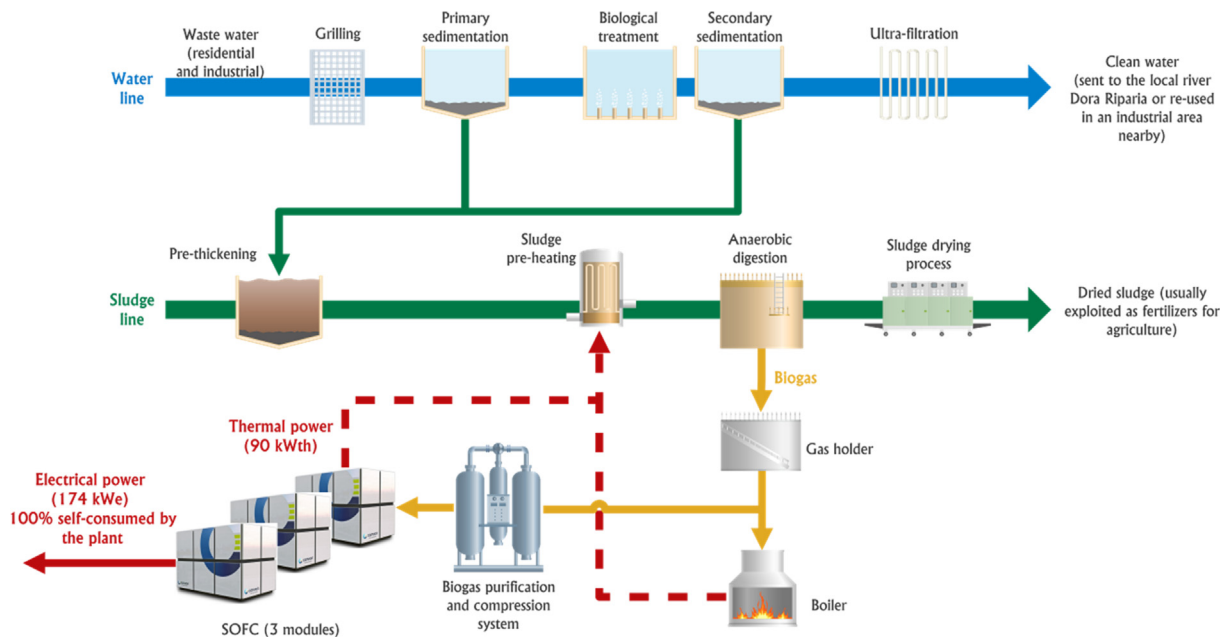 Waste water
(residential
and industrial)
Grilling
Primary
sedimentation
Biological
treatment
Secondary
sedimentation
Ultra-filtration
Water
line
Clean water
(sent to the local river
Dora Riparia or re-used
in an industrial area
nearby)
Pre-thickening
Sludge
pre-heating
Anaerobic
digestion
Sludge drying
process
Sludge
line
Dried sludge (usually
exploited as fertilizers for
agriculture)
Biogas
Thermal power
(90 kWth)
Gas holder
Electrical power
(174 kWe)
100% self-consumed by
the plant
Biogas purification
and compression
system
Boiler
SOFC (3 modules)